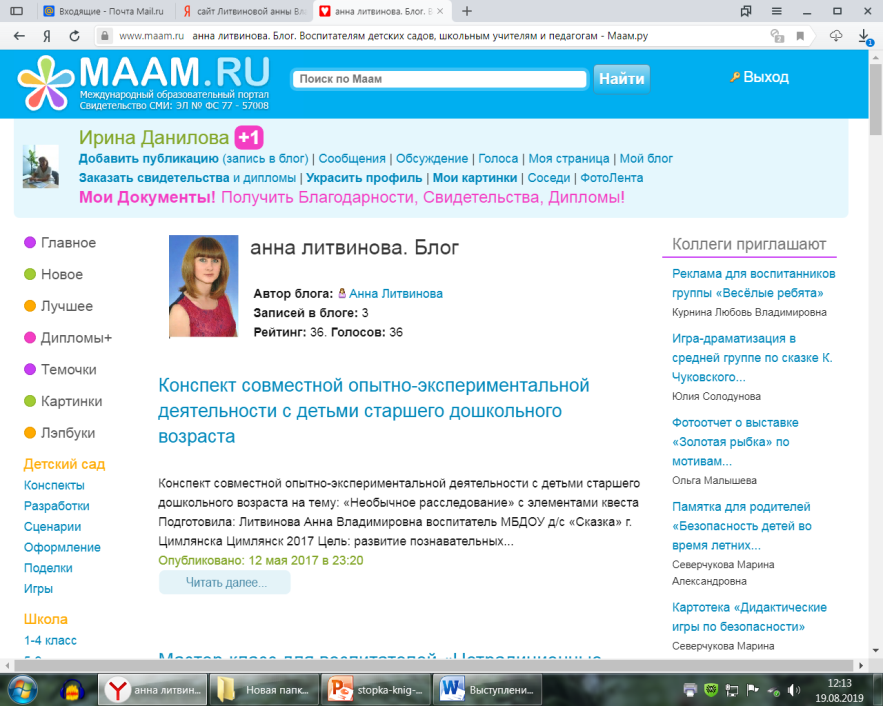 Входящие - Почта Mail.ru
сайт Литвиновой анны Вл
анна литвинова. Блог. В
www.maam.ru анна литвинова. Блог. Воспитателям детских садов, школьным учителям и педагогам - Маам.ру
MAAM.RU
Международный образовательный портал
Свидетельство СМИ: ЭЛ № ФС 77 - 57008
Поиск по Маам
Найти
Выход
Ирина Данилова +1
Добавить публикацию (запись в блог) | Сообщения | Обсуждение | Голоса | Моя страница | Мой блог
Заказать свидетельства и дипломы | Украсить профиль | Мои картинки | Соседи | ФотоЛента
Мои Документы! Получить Благодарности, Свидетельства, Дипломы!
Главное
Новое
Лучшее
Дипломы+
Темочки
Картинки
Лэпбуки
Детский сад
Конспекты
Разработки
Сценарии
Оформление
Поделки
Игры
Школа
1-4 класс
анна литвинова. Блог
Автор блога: Анна Литвинова
Записей в блоге: 3
Рейтинг: 36. Голосов: 36
Конспект совместной опытно-экспериментальной
деятельности с детьми старшего дошкольного
возраста
Конспект совместной опытно-экспериментальной деятельности с детьми старшего
дошкольного возраста на тему: «Необычное расследование» с элементами квеста
Подготовила: Литвинова Анна Владимировна воспитатель МБДОУ д/с «Сказка» г.
Цимлянска Цимлянск 2017 Цель: развитие познавательных...
Опубликовано: 12 мая 2017 в 23:20
Читать далее...
Мастер-класс для воспитателей «Нетрадиционные
Коллеги приглашают
Реклама для воспитанников
группы «Весёлые ребята»
Курнина Любовь Владимировна
Игра-драматизация в
средней группе по сказке К.
Чуковского...
Юлия Солодунова
Фотоотчет о выставке
«Золотая рыбка» по
мотивам...
Ольга Малышева
Памятка для родителей
«Безопасность детей во
время летних...
Северчукова Марина
Александровна
Картотека «Дидактические
игры по безопасности»
Северчукова Марина
анна литвин...
Новая папк...
stopka-knig-...
Выступлени...
12:13
19.08.2019